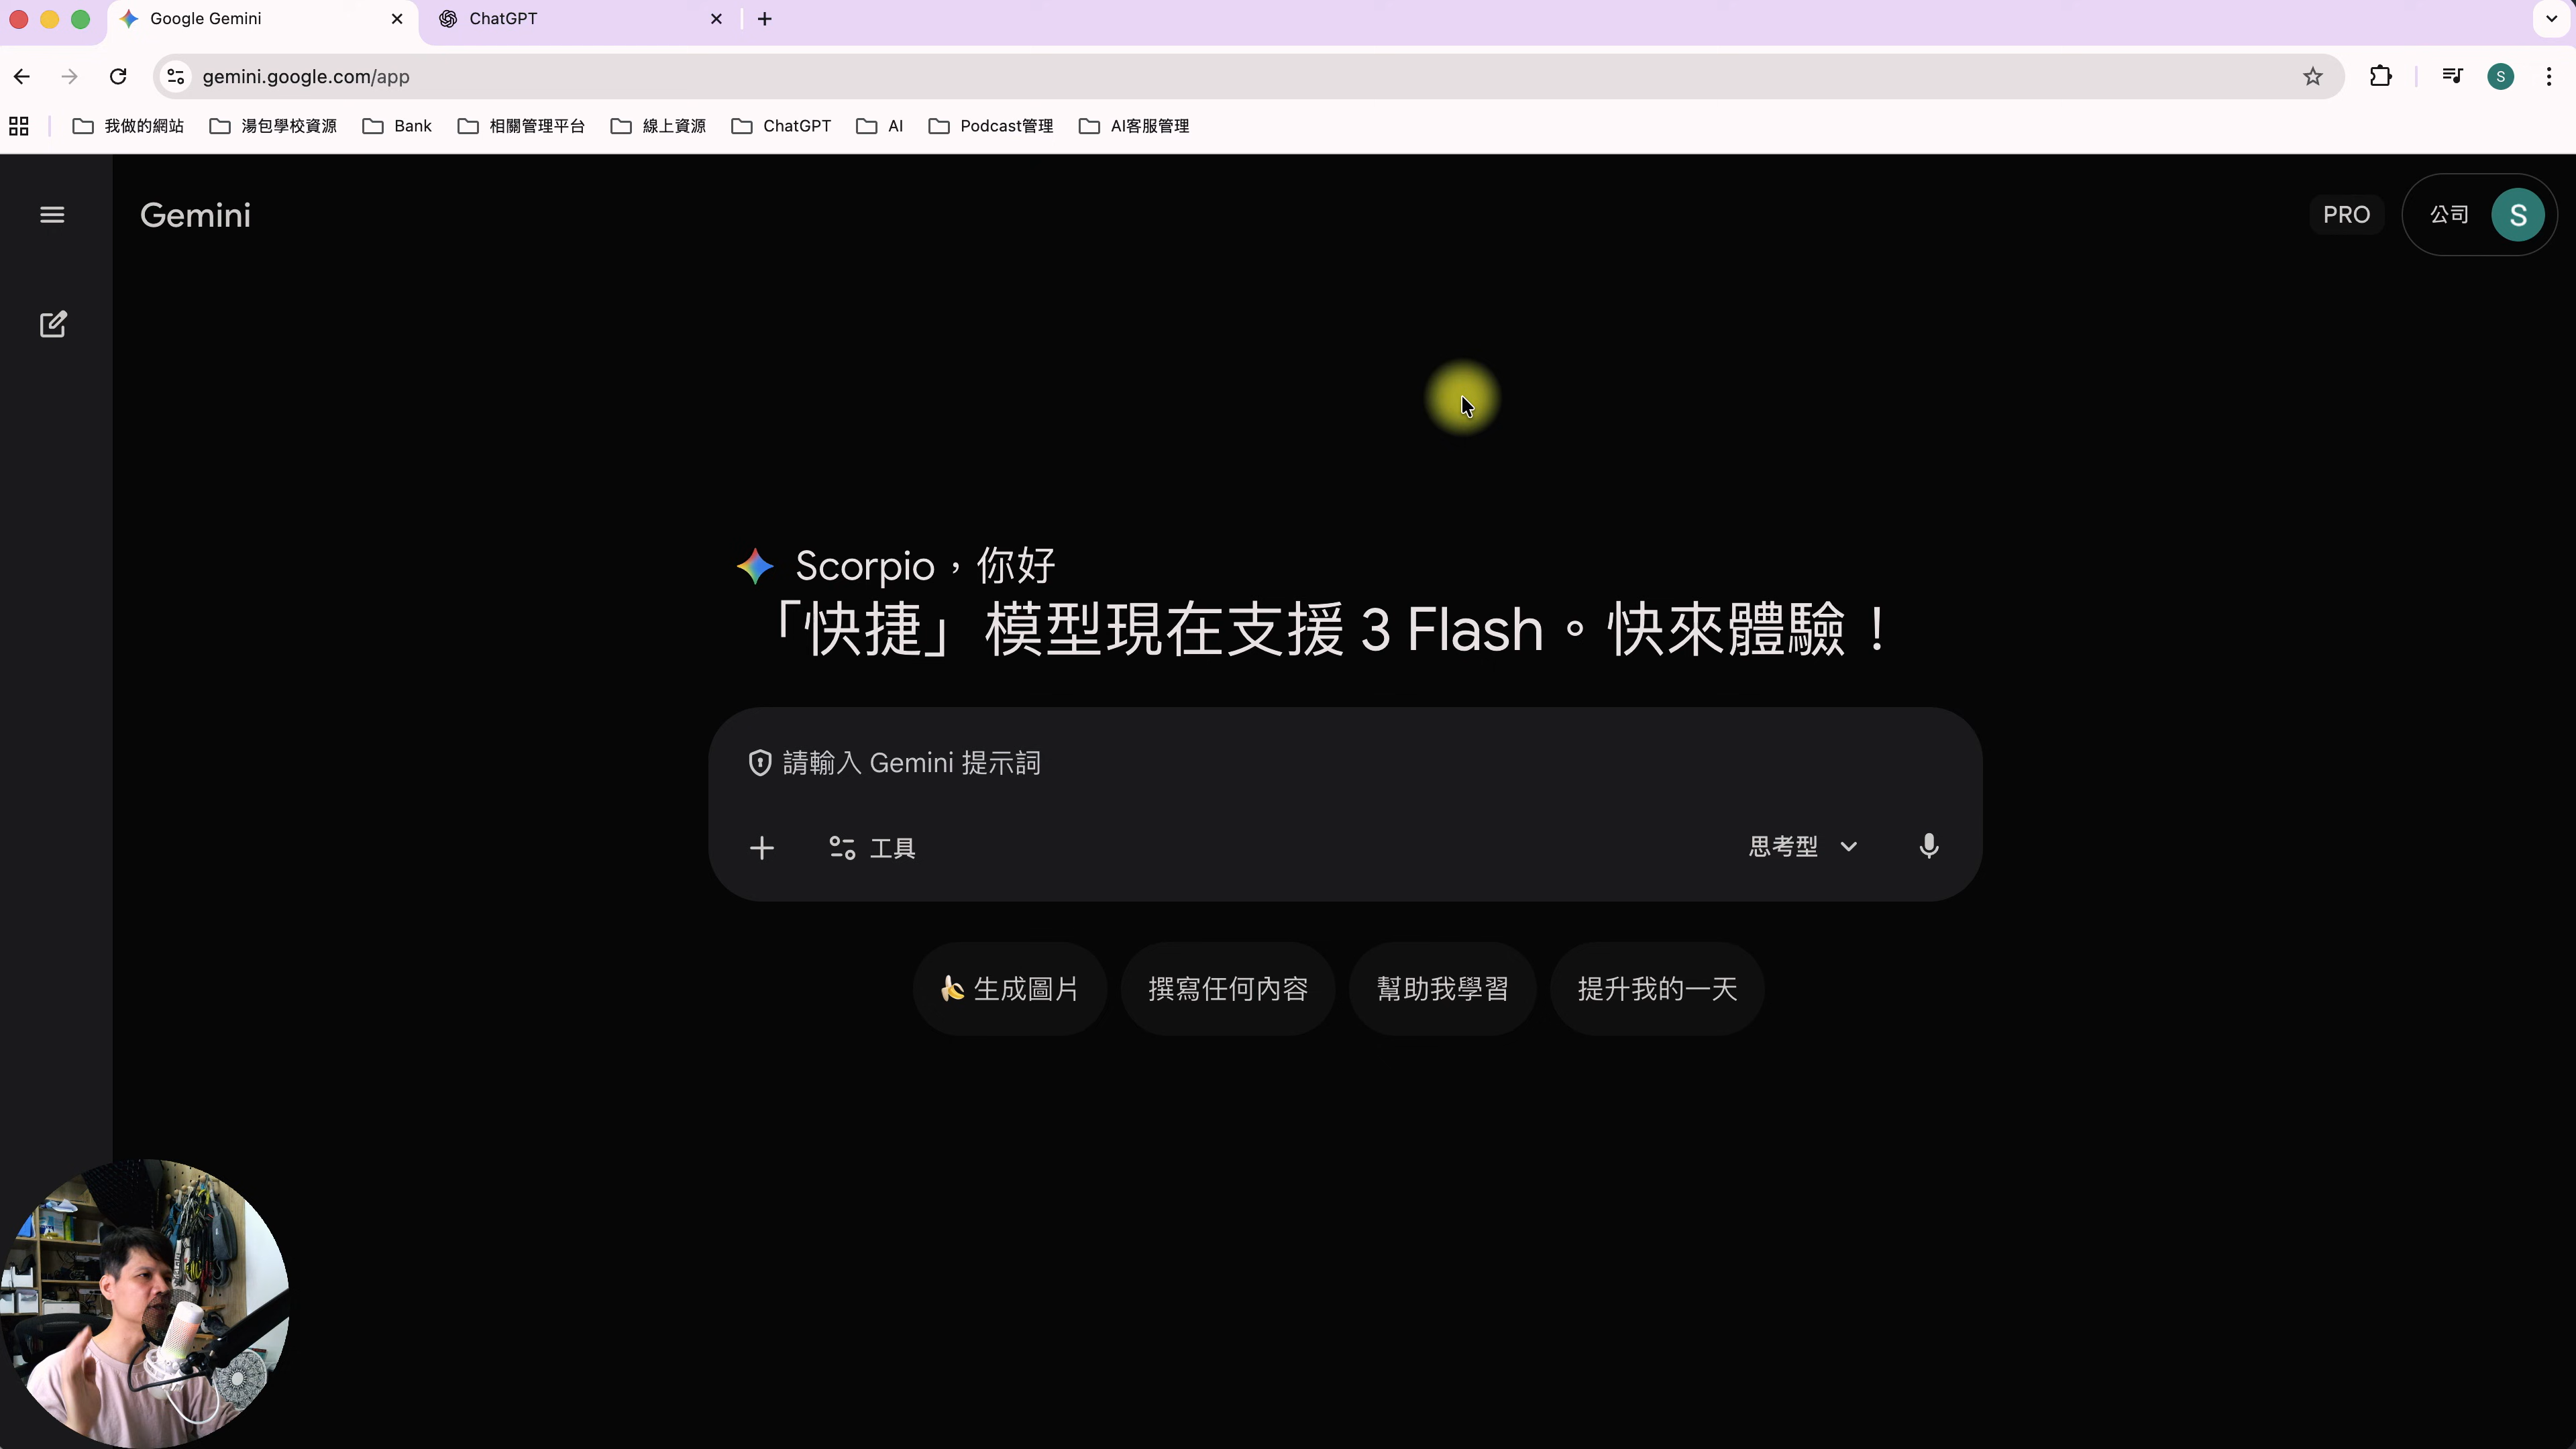 Google Gemini
ChatGPT
gemini.google.com/app
S
我做的網站
湯包學校資源
Bank
相關管理平台
線上資源
ChatGPT
AI
Podcast管理
AI客服管理
Gemini
PRO
公司
S
Scorpio，你好
「快捷」模型現在支援 3 Flash。快來體驗！
請輸入 Gemini 提示詞
工具
思考型
生成圖片
撰寫任何內容
幫助我學習
提升我的一天